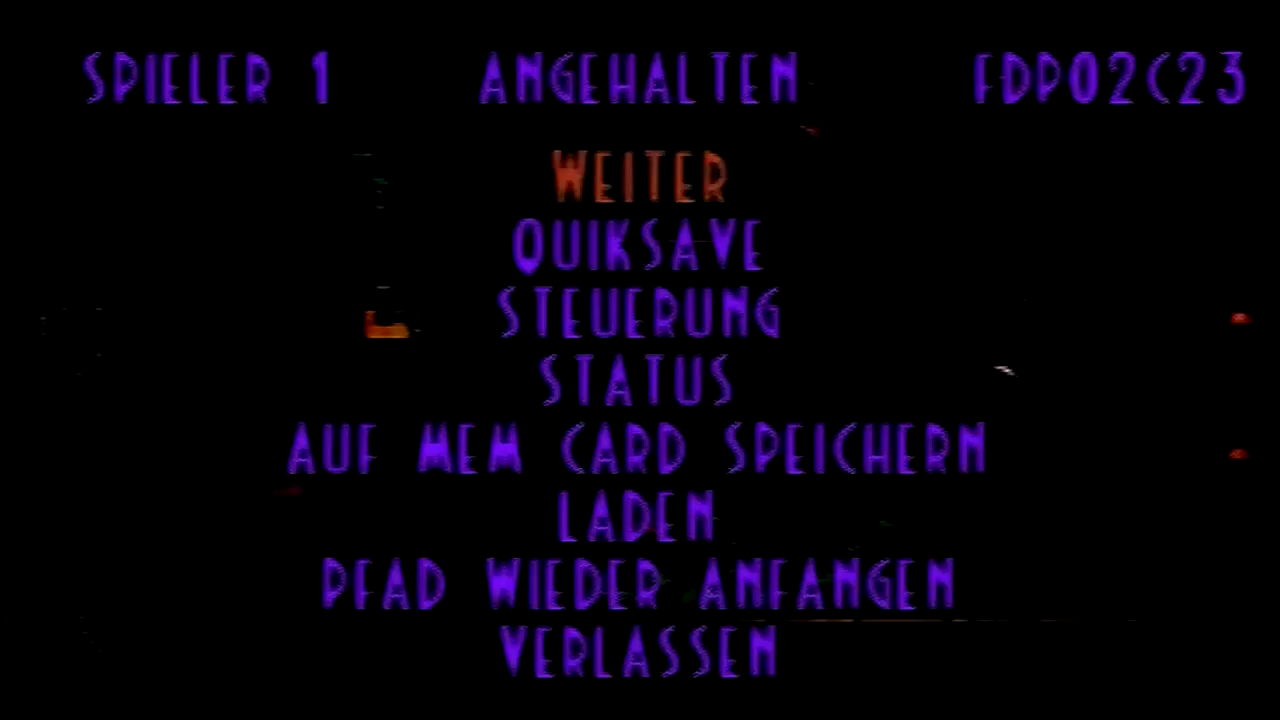 SPIELER 1 ANGEHALTEN FDP02C23
WEITER
QUIKSAVE
STEUERUNG
STATUS
AUF MEM CARD SPEICHERN
LADEN
PFAD WIEDER ANFANGEN
VERLASSEN